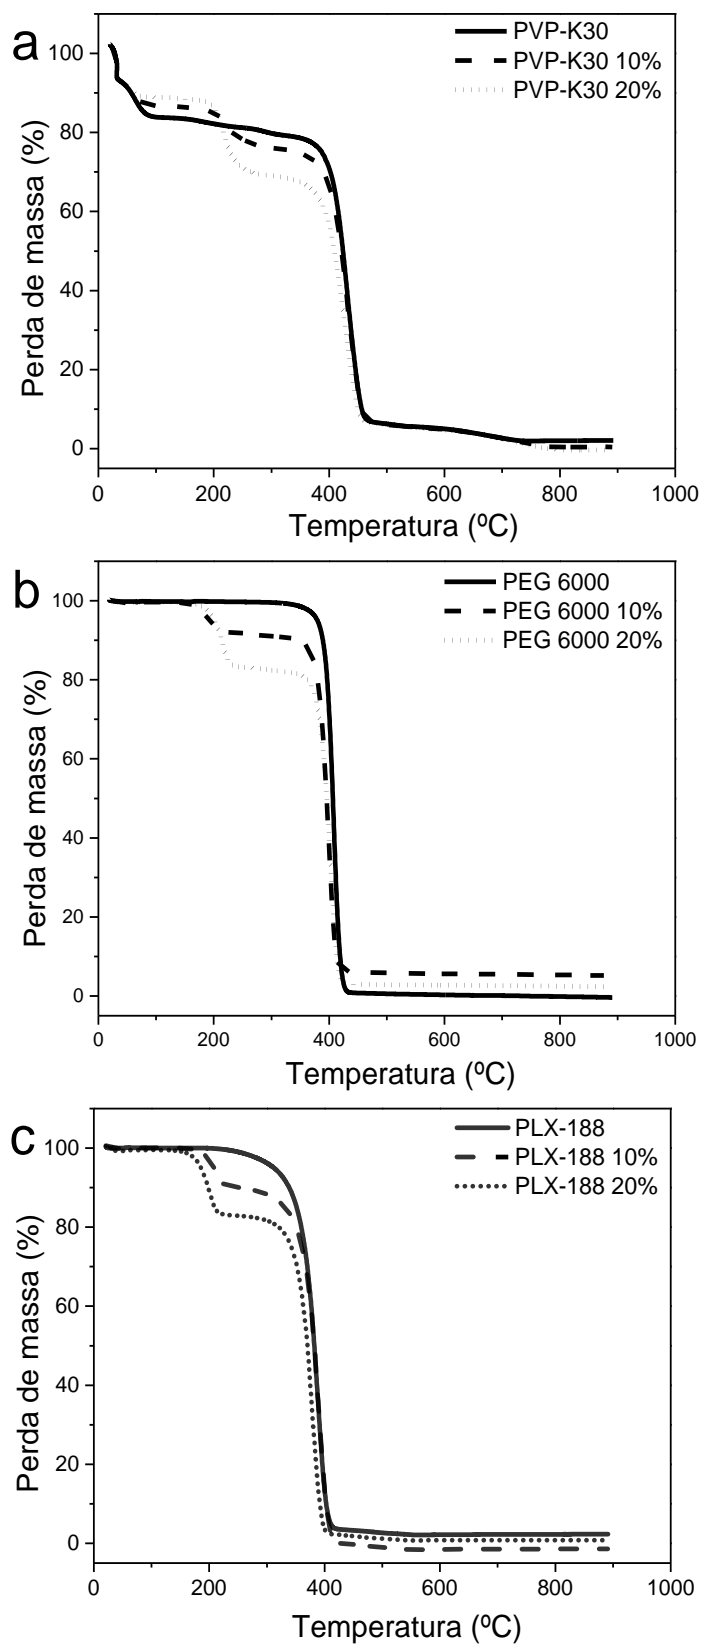 a
PVP-K30
PVP-K30 10%
PVP-K30 20%
100
80
60
40
20
0
Perda de massa (%)
0 200 400 600 800 1000
Temperatura (ºC)
b
PEG 6000
PEG 6000 10%
PEG 6000 20%
100
80
60
40
20
0
Perda de massa (%)
0 200 400 600 800 1000
Temperatura (ºC)
c
PLX-188
PLX-188 10%
PLX-188 20%
100
80
60
40
20
0
Perda de massa (%)
0 200 400 600 800 1000
Temperatura (ºC)